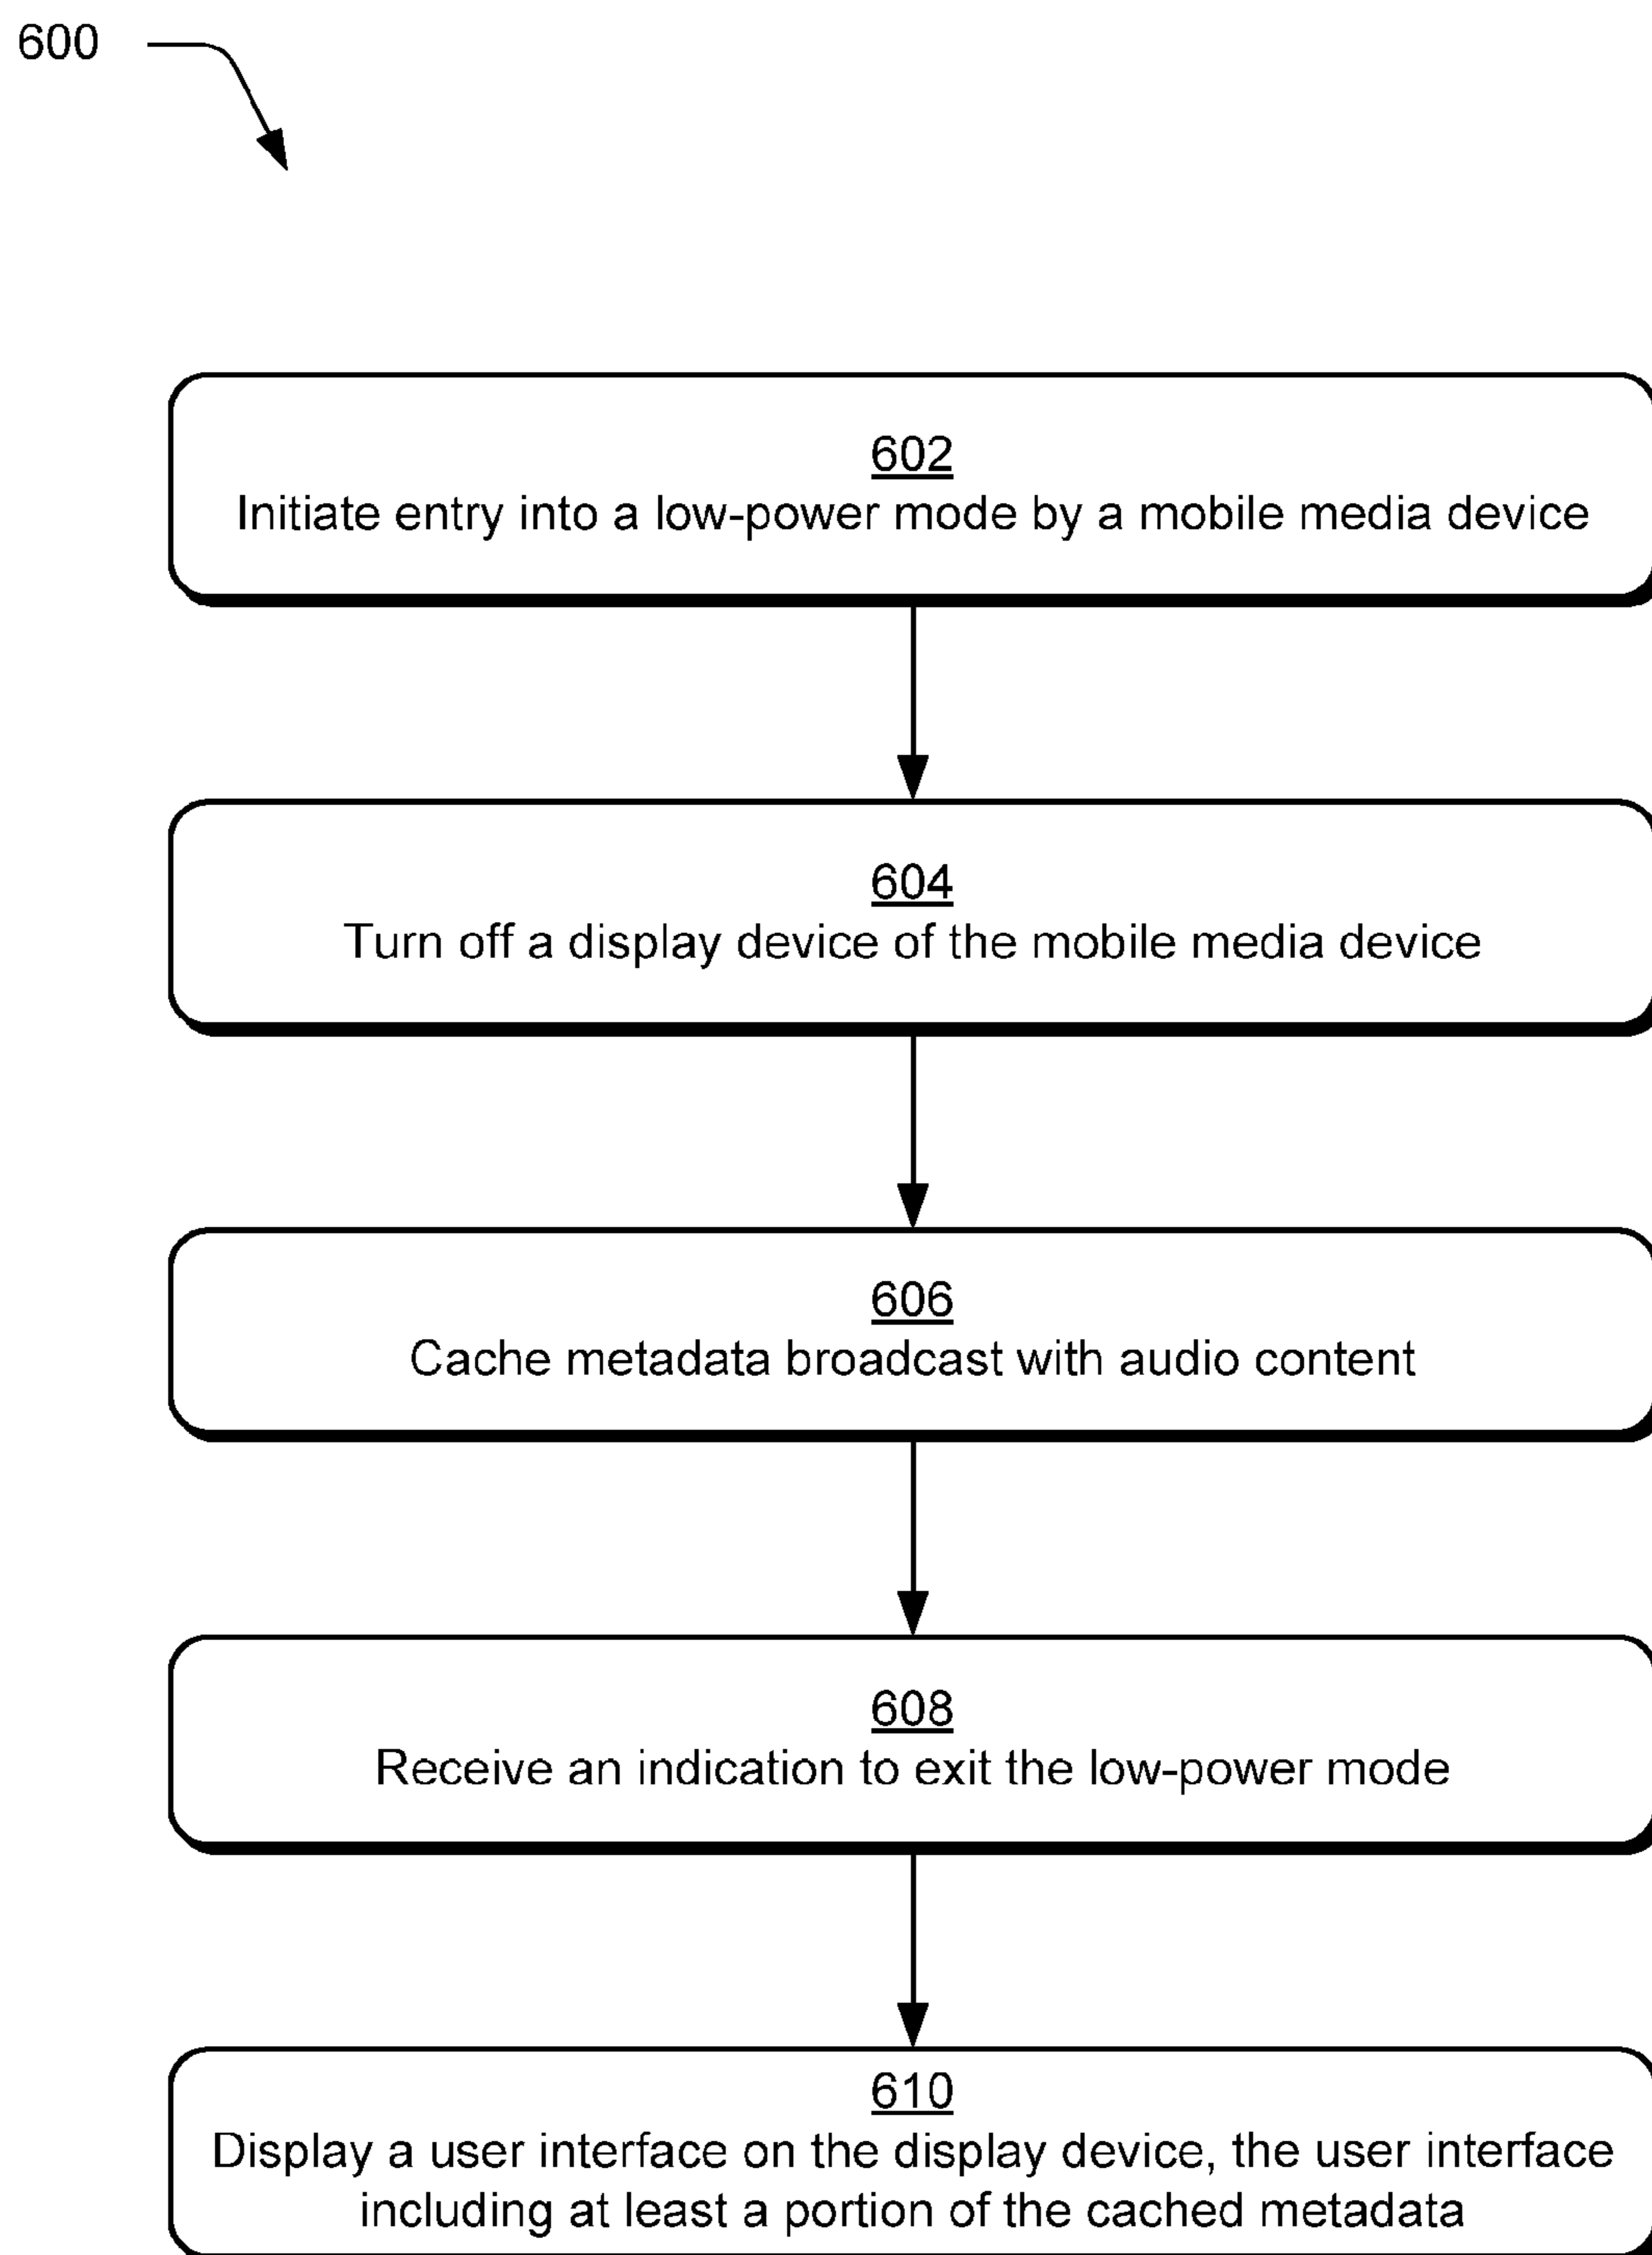 600
602
Initiate entry into a low-power mode by a mobile media device
604
Turn off a display device of the mobile media device
606
Cache metadata broadcast with audio content
608
Receive an indication to exit the low-power mode
610
Display a user interface on the display device, the user interface
including at least a portion of the cached metadata